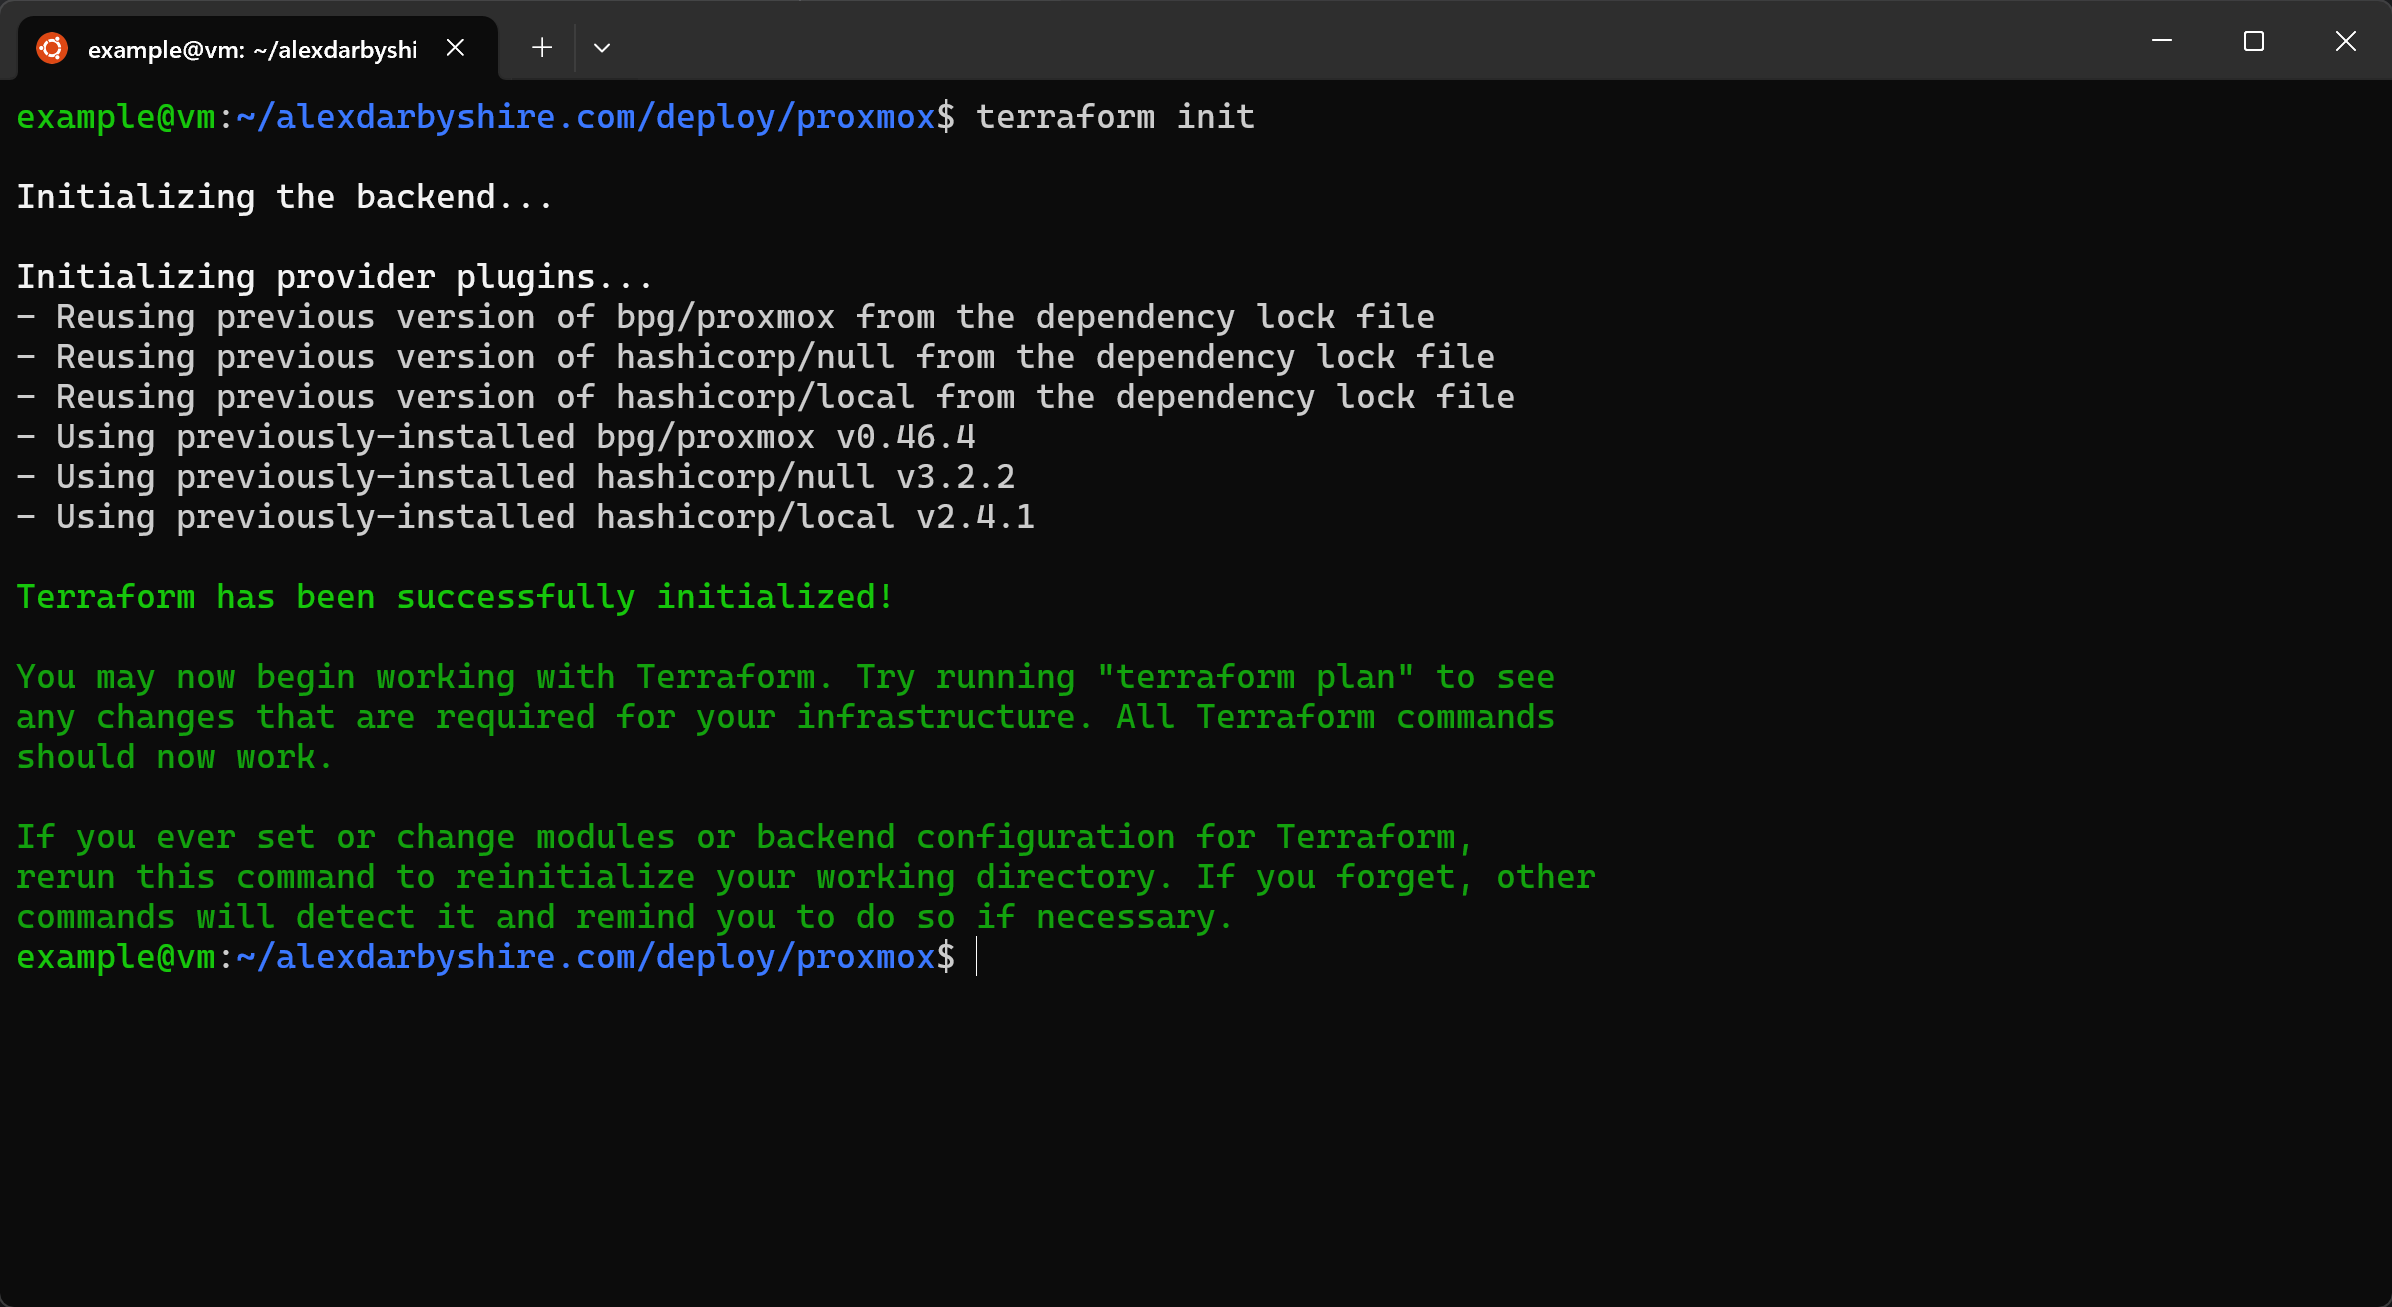 example@vm: ~/alexdarbyshi
example@vm:~/alexdarbyshire.com/deploy/proxmox$ terraform init
Initializing the backend...
Initializing provider plugins...
- Reusing previous version of bpg/proxmox from the dependency lock file
- Reusing previous version of hashicorp/null from the dependency lock file
- Reusing previous version of hashicorp/local from the dependency lock file
- Using previously-installed bpg/proxmox v0.46.4
- Using previously-installed hashicorp/null v3.2.2
- Using previously-installed hashicorp/local v2.4.1
Terraform has been successfully initialized!
You may now begin working with Terraform. Try running "terraform plan" to see
any changes that are required for your infrastructure. All Terraform commands
should now work.
If you ever set or change modules or backend configuration for Terraform,
rerun this command to reinitialize your working directory. If you forget, other
commands will detect it and remind you to do so if necessary.
example@vm:~/alexdarbyshire.com/deploy/proxmox$